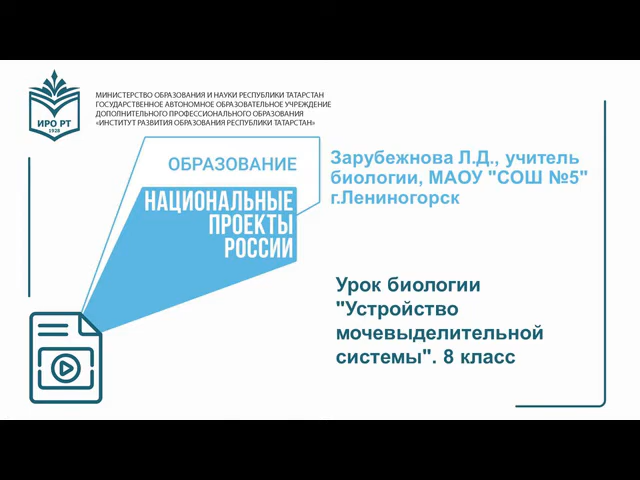 МИНИСТЕРСТВО ОБРАЗОВАНИЯ И НАУКИ РЕСПУБЛИКИ ТАТАРСТАН
ГОСУДАРСТВЕННОЕ АВТОНОМНОЕ ОБРАЗОВАТЕЛЬНОЕ УЧРЕЖДЕНИЕ
ДОПОЛНИТЕЛЬНОГО ПРОФЕССИОНАЛЬНОГО ОБРАЗОВАНИЯ
«ИНСТИТУТ РАЗВИТИЯ ОБРАЗОВАНИЯ РЕСПУБЛИКИ ТАТАРСТАН»
ИРО РТ
1928
ОБРАЗОВАНИЕ
НАЦИОНАЛЬНЫЕ
ПРОЕКТЫ
РОССИИ
Зарубежнова Л.Д., учитель
биологии, МАОУ "СОШ №5"
г.Лениногорск
Урок биологии
"Устройство
мочевыделительной
системы". 8 класс